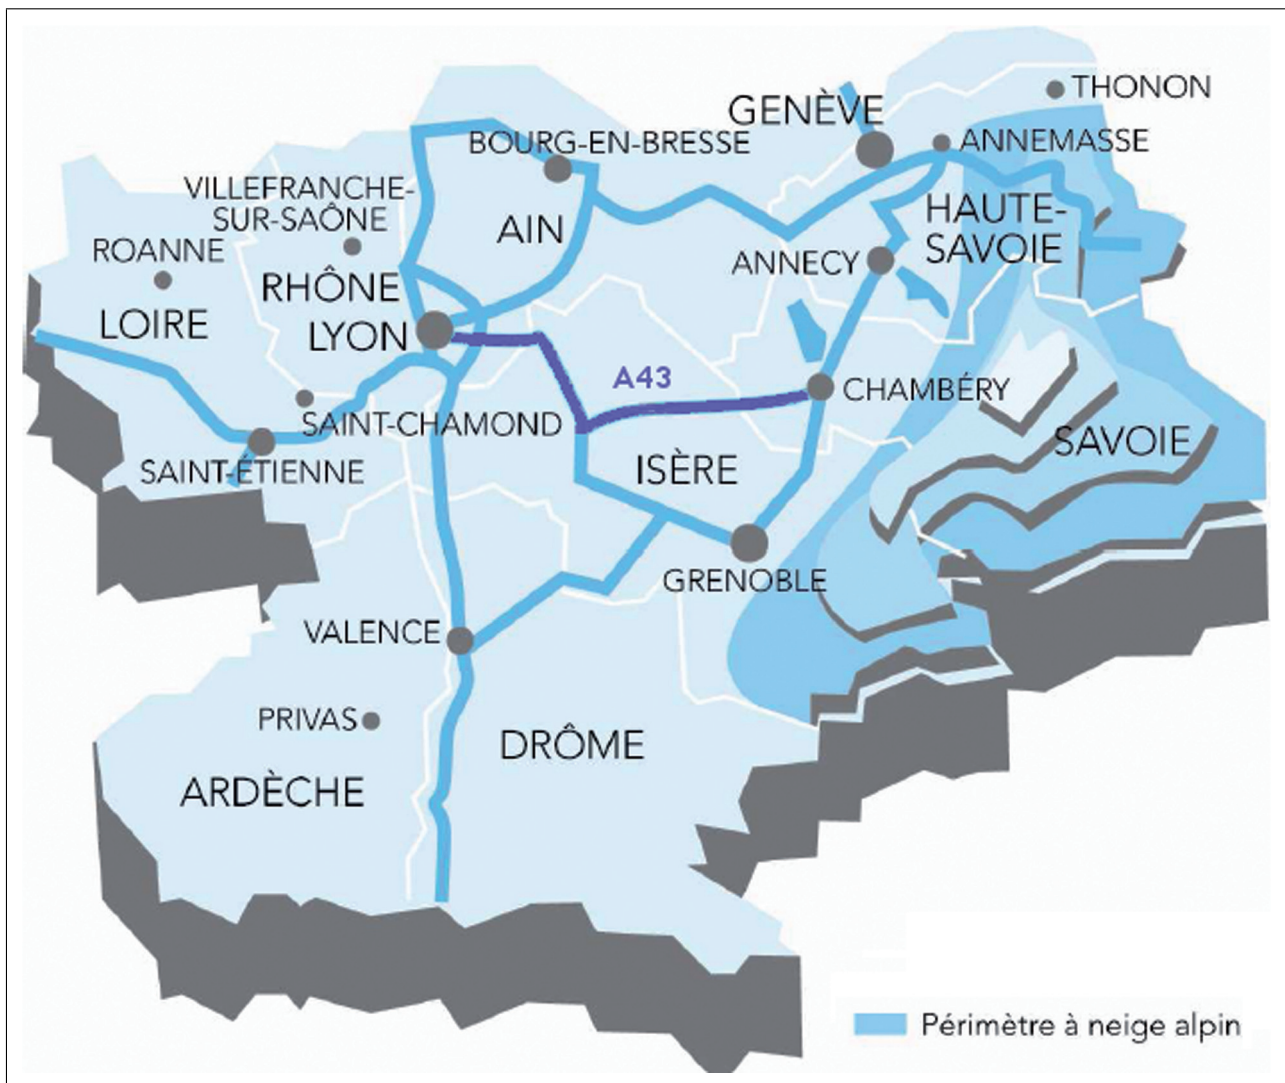 THONON
GENÈVE
BOURG-EN-BRESSE
ANNEMASSE
VILLEFRANCHE-
SUR-SAÔNE
HAUTE-
SAVOIE
AIN
ROANNE
ANNECY
RHÔNE
LOIRE
LYON
A43
CHAMBÉRY
SAINT-CHAMOND
SAVOIE
SAINT-ÉTIENNE
ISÈRE
GRENOBLE
VALENCE
PRIVAS
DRÔME
ARDÈCHE
Périmètre à neige alpin